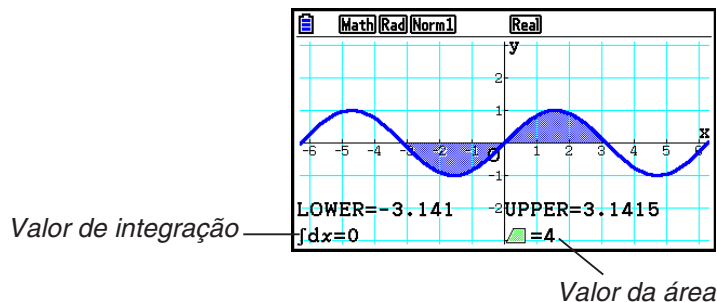 Math Rad Norm1 Real
y
2
1
x
-6 -5 -4 -3 -2 -1 O 1 2 3 4 5 6
-1
-2
LOWER=-3.141 UPPER=3.1415
∫dx=0 =4
Valor de integração
Valor da área